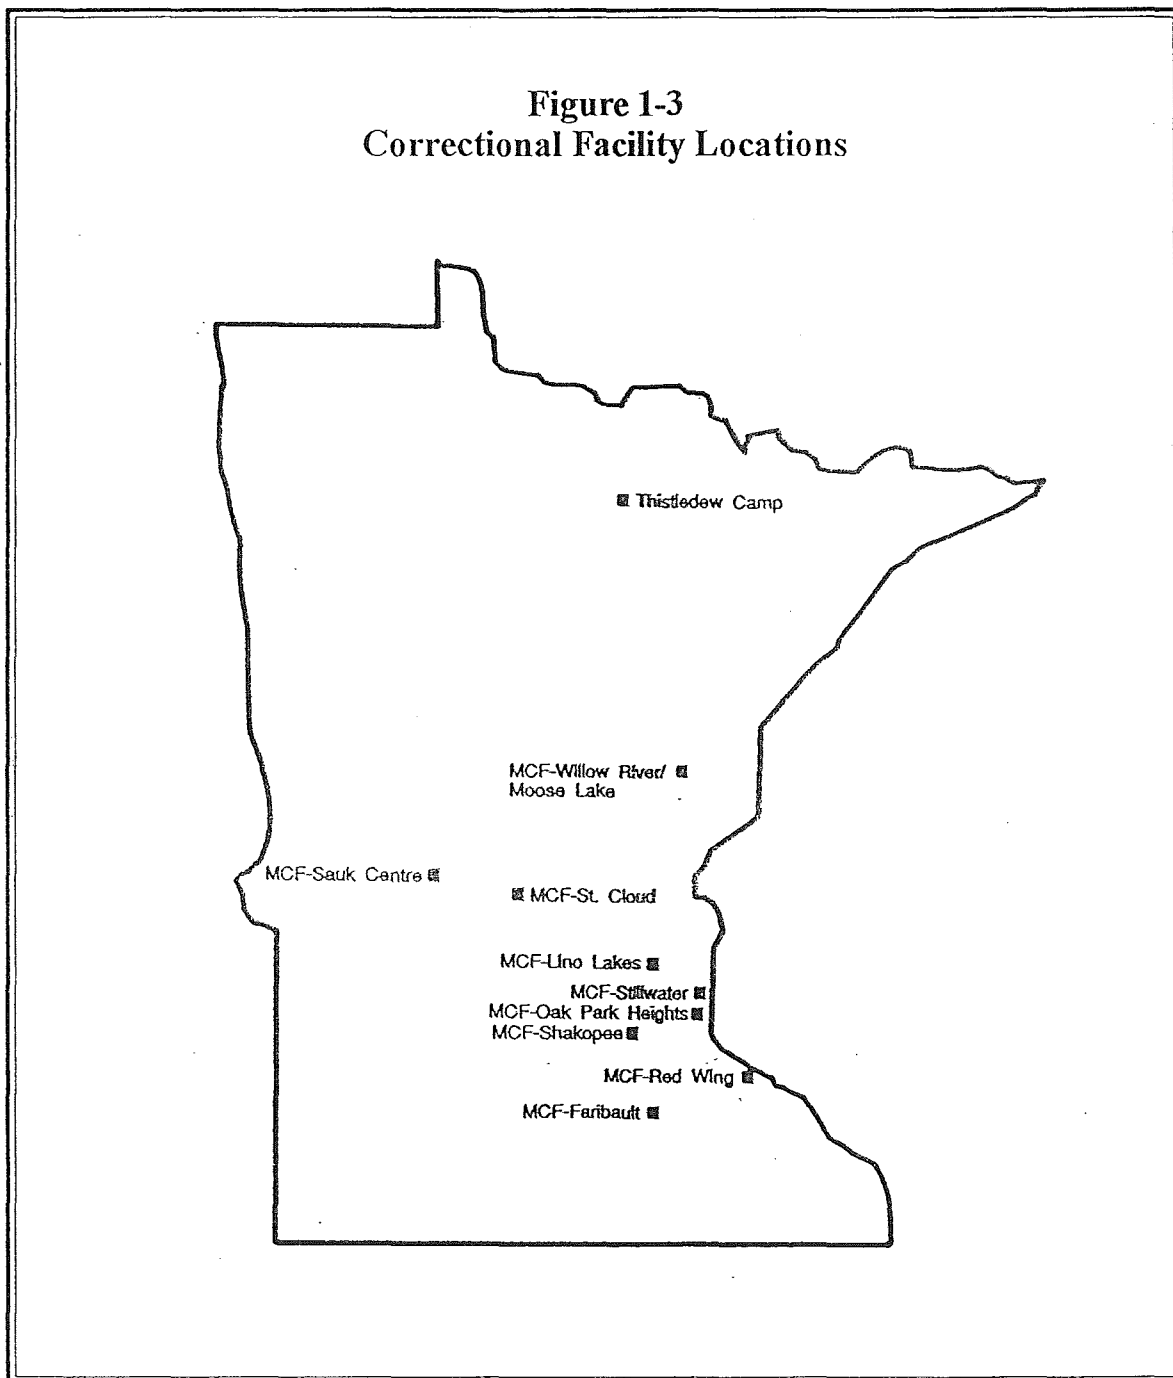 Figure 1-3
Correctional Facility Locations
Thistledew Camp
MCF-Willow River/
Moose Lake
MCF-Sauk Centre
MCF-St. Cloud
MCF-Lino Lakes
MCF-Stillwater
MCF-Oak Park Heights
MCF-Shakopee
MCF-Red Wing
MCF-Faribault